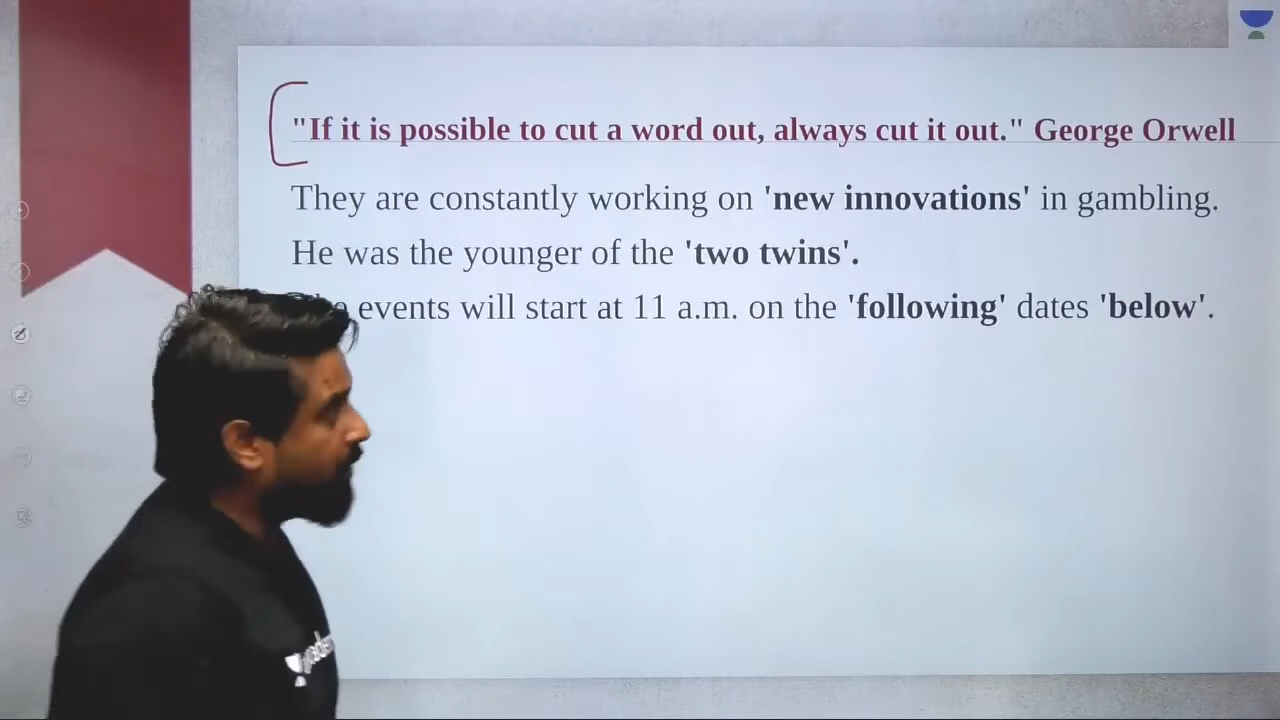 "If it is possible to cut a word out, always cut it out." George Orwell
They are constantly working on 'new innovations' in gambling.
He was the younger of the 'two twins'.
events will start at 11 a.m. on the 'following' dates 'below'.